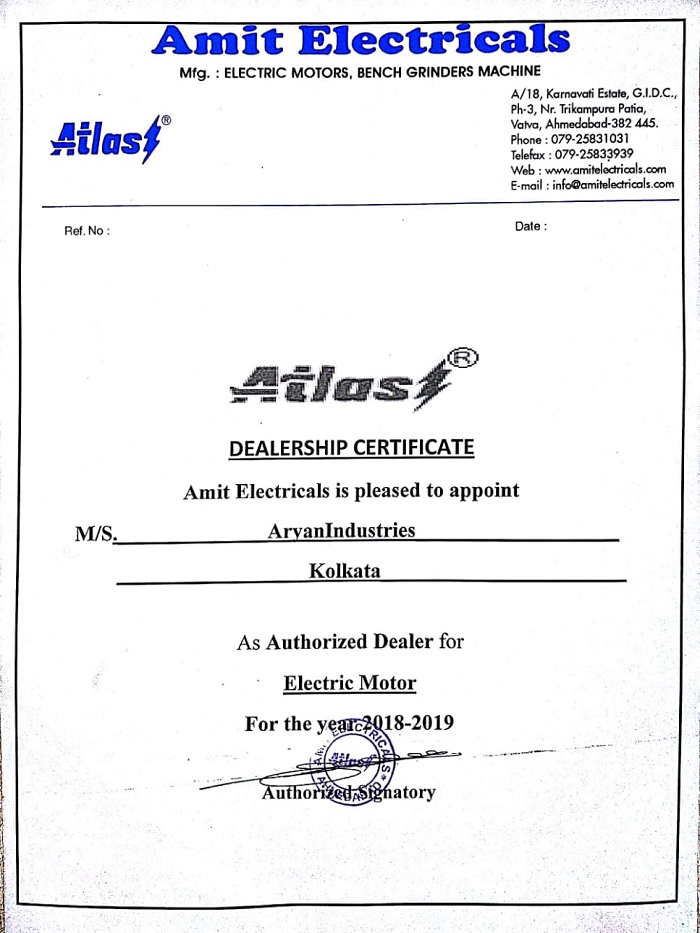 Amit Electricals
Mfg. : ELECTRIC MOTORS, BENCH GRINDERS MACHINE
A/18, Karnavati Estate, G.I.D.C.,
Ph-3, Nr. Trikampura Patia,
Vatva, Ahmedabad-382 445.
Phone : 079-25831031
Telefax : 079-25833939
Web : www.amitelectricals.com
E-mail : info@amitelectricals.com
Atlas®
Ref. No :
Date :
Atlas®
DEALERSHIP CERTIFICATE
Amit Electricals is pleased to appoint
M/S. AryanIndustries
Kolkata
As Authorized Dealer for
Electric Motor
For the year 2018-2019
AMIT ELECTRICALS
Atlas
AHMEDABAD
Authorized Signatory